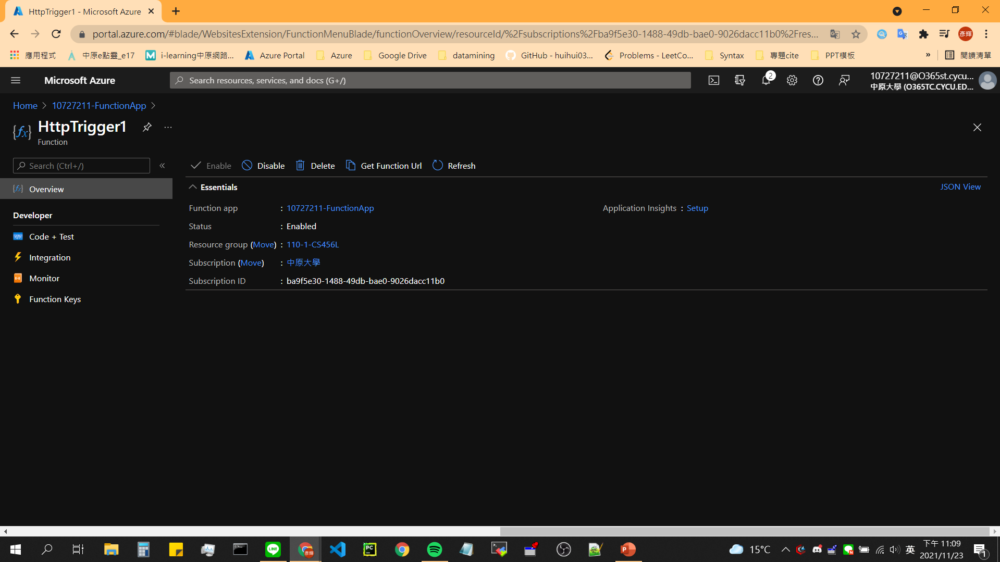 HttpTrigger1 - Microsoft Azure
portal.azure.com/#blade/WebsitesExtension/FunctionMenuBlade/functionOverview/resourceId/%2Fsubscriptions%2Fba9f5e30-1488-49db-bae0-9026dacc11b0%2Fres...
彥輝
應用程式
中原e點靈_e17
i-learning中原網路...
Azure Portal
Azure
Google Drive
datamining
GitHub - huihui03...
Problems - LeetCo...
Syntax
專題cite
PPT模板
»
閱讀清單
Microsoft Azure
Search resources, services, and docs (G+/)
2
10727211@O365st.cycu...
中原大學 (O365TC.CYCU.ED...
Home > 10727211-FunctionApp >
HttpTrigger1
...
Function
Search (Ctrl+/)
«
Enable
Disable
Delete
Get Function Url
Refresh
Overview
Essentials
JSON View
Function app : 10727211-FunctionApp
Application Insights : Setup
Status : Enabled
Resource group (Move) : 110-1-CS456L
Subscription (Move) : 中原大學
Subscription ID : ba9f5e30-1488-49db-bae0-9026dacc11b0
Developer
Code + Test
Integration
Monitor
Function Keys
LINE
PC
15°C
英
下午 11:09
2021/11/23
1